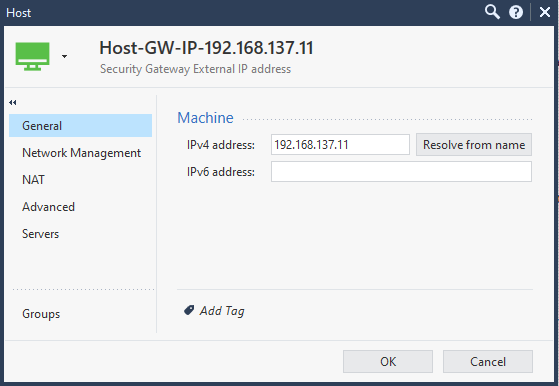 Host
Host-GW-IP-192.168.137.11
Security Gateway External IP address
General
Network Management
NAT
Advanced
Servers
Groups
Machine
IPv4 address: 192.168.137.11 Resolve from name
IPv6 address:
Add Tag
OK Cancel